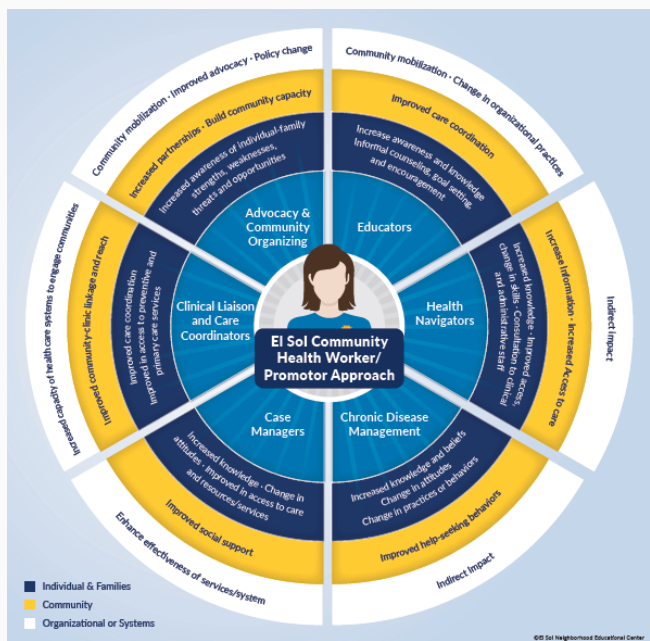 Community mobilization · Improved advocacy · Policy change
Increased partnerships · Build community capacity
Increased awareness of individual-family
strengths, weaknesses,
threats and opportunities
Advocacy &
Community
Organizing
Community mobilization · Change in organizational practices
Improved care coordination
Increase awareness and knowledge
Informal counseling, goal setting,
and encouragement
Educators
Indirect impact
Increase Information · Increased Access to care
Increased knowledge · Improved access,
change in skills · Consultation to clinical
and administrative staff
Health
Navigators
Indirect Impact
Improved help-seeking behaviors
Increased knowledge and beliefs
Change in attitudes
Change in practices or behaviors
Chronic Disease
Management
Enhance effectiveness of services/system
Improved social support
Increased knowledge · Change in
attitudes · Improved in access to care
and resources/services
Case
Managers
Increased capacity of health care systems to engage communities
Improved community-clinic linkage and reach
Improved care coordination
Improved in access to preventive and
primary care services
Clinical Liaison
and Care
Coordinators
El Sol Community
Health Worker/
Promotor Approach
Individual & Families
Community
Organizational or Systems
©El Sol Neighborhood Educational Center